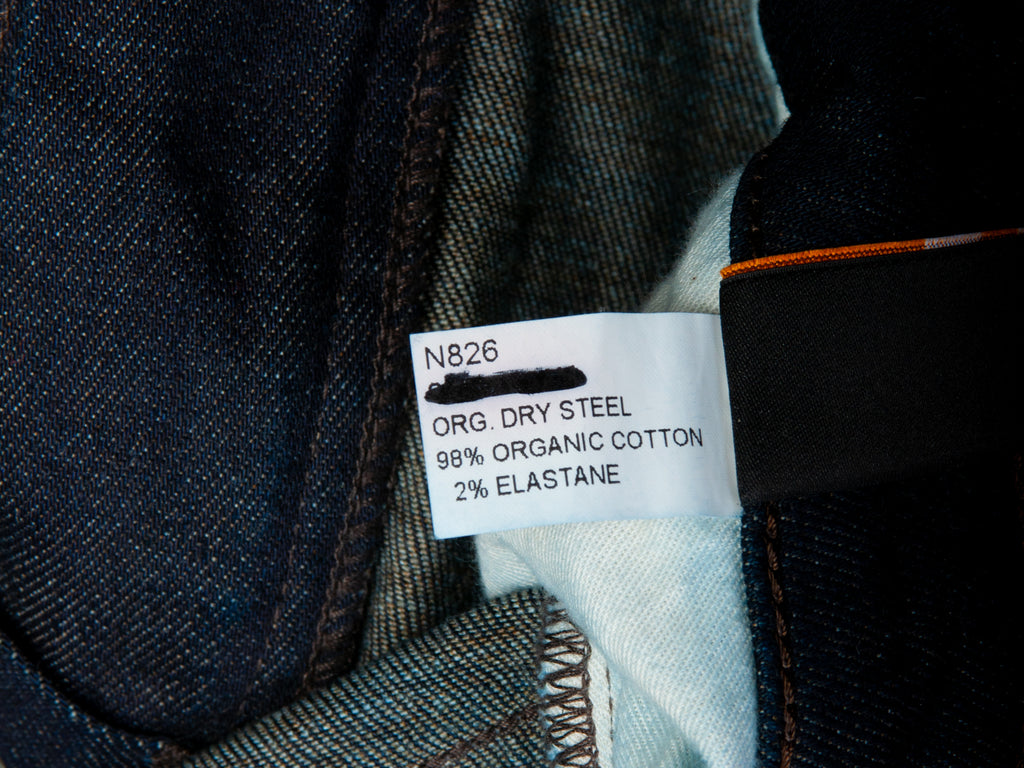 N826
ORG. DRY STEEL
98% ORGANIC COTTON
2% ELASTANE